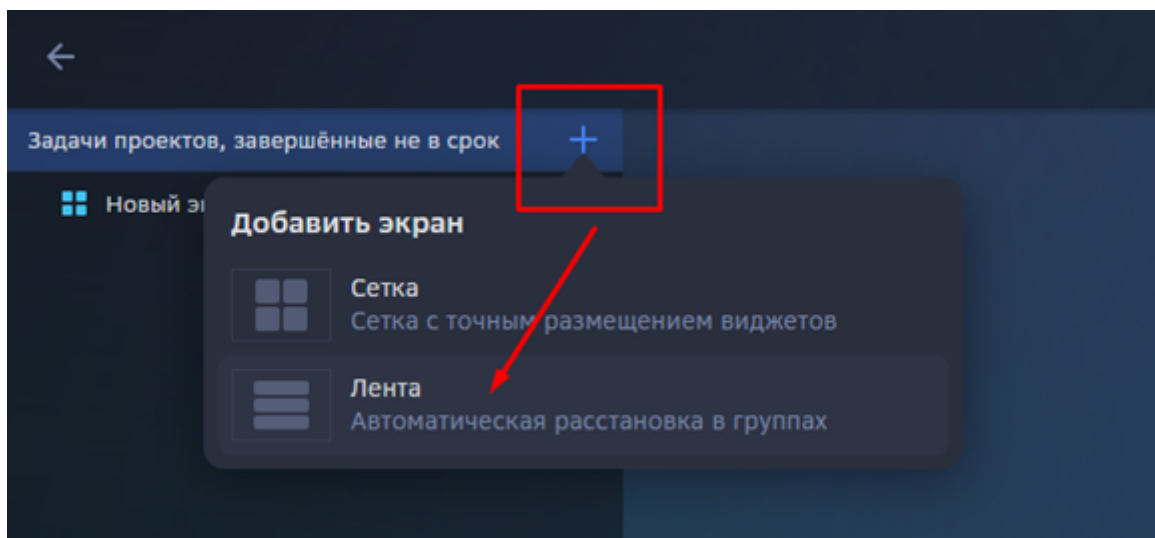 Задачи проектов, завершённые не в срок
Новый
Добавить экран
Сетка
Сетка с точным размещением виджетов
Лента
Автоматическая расстановка в группах